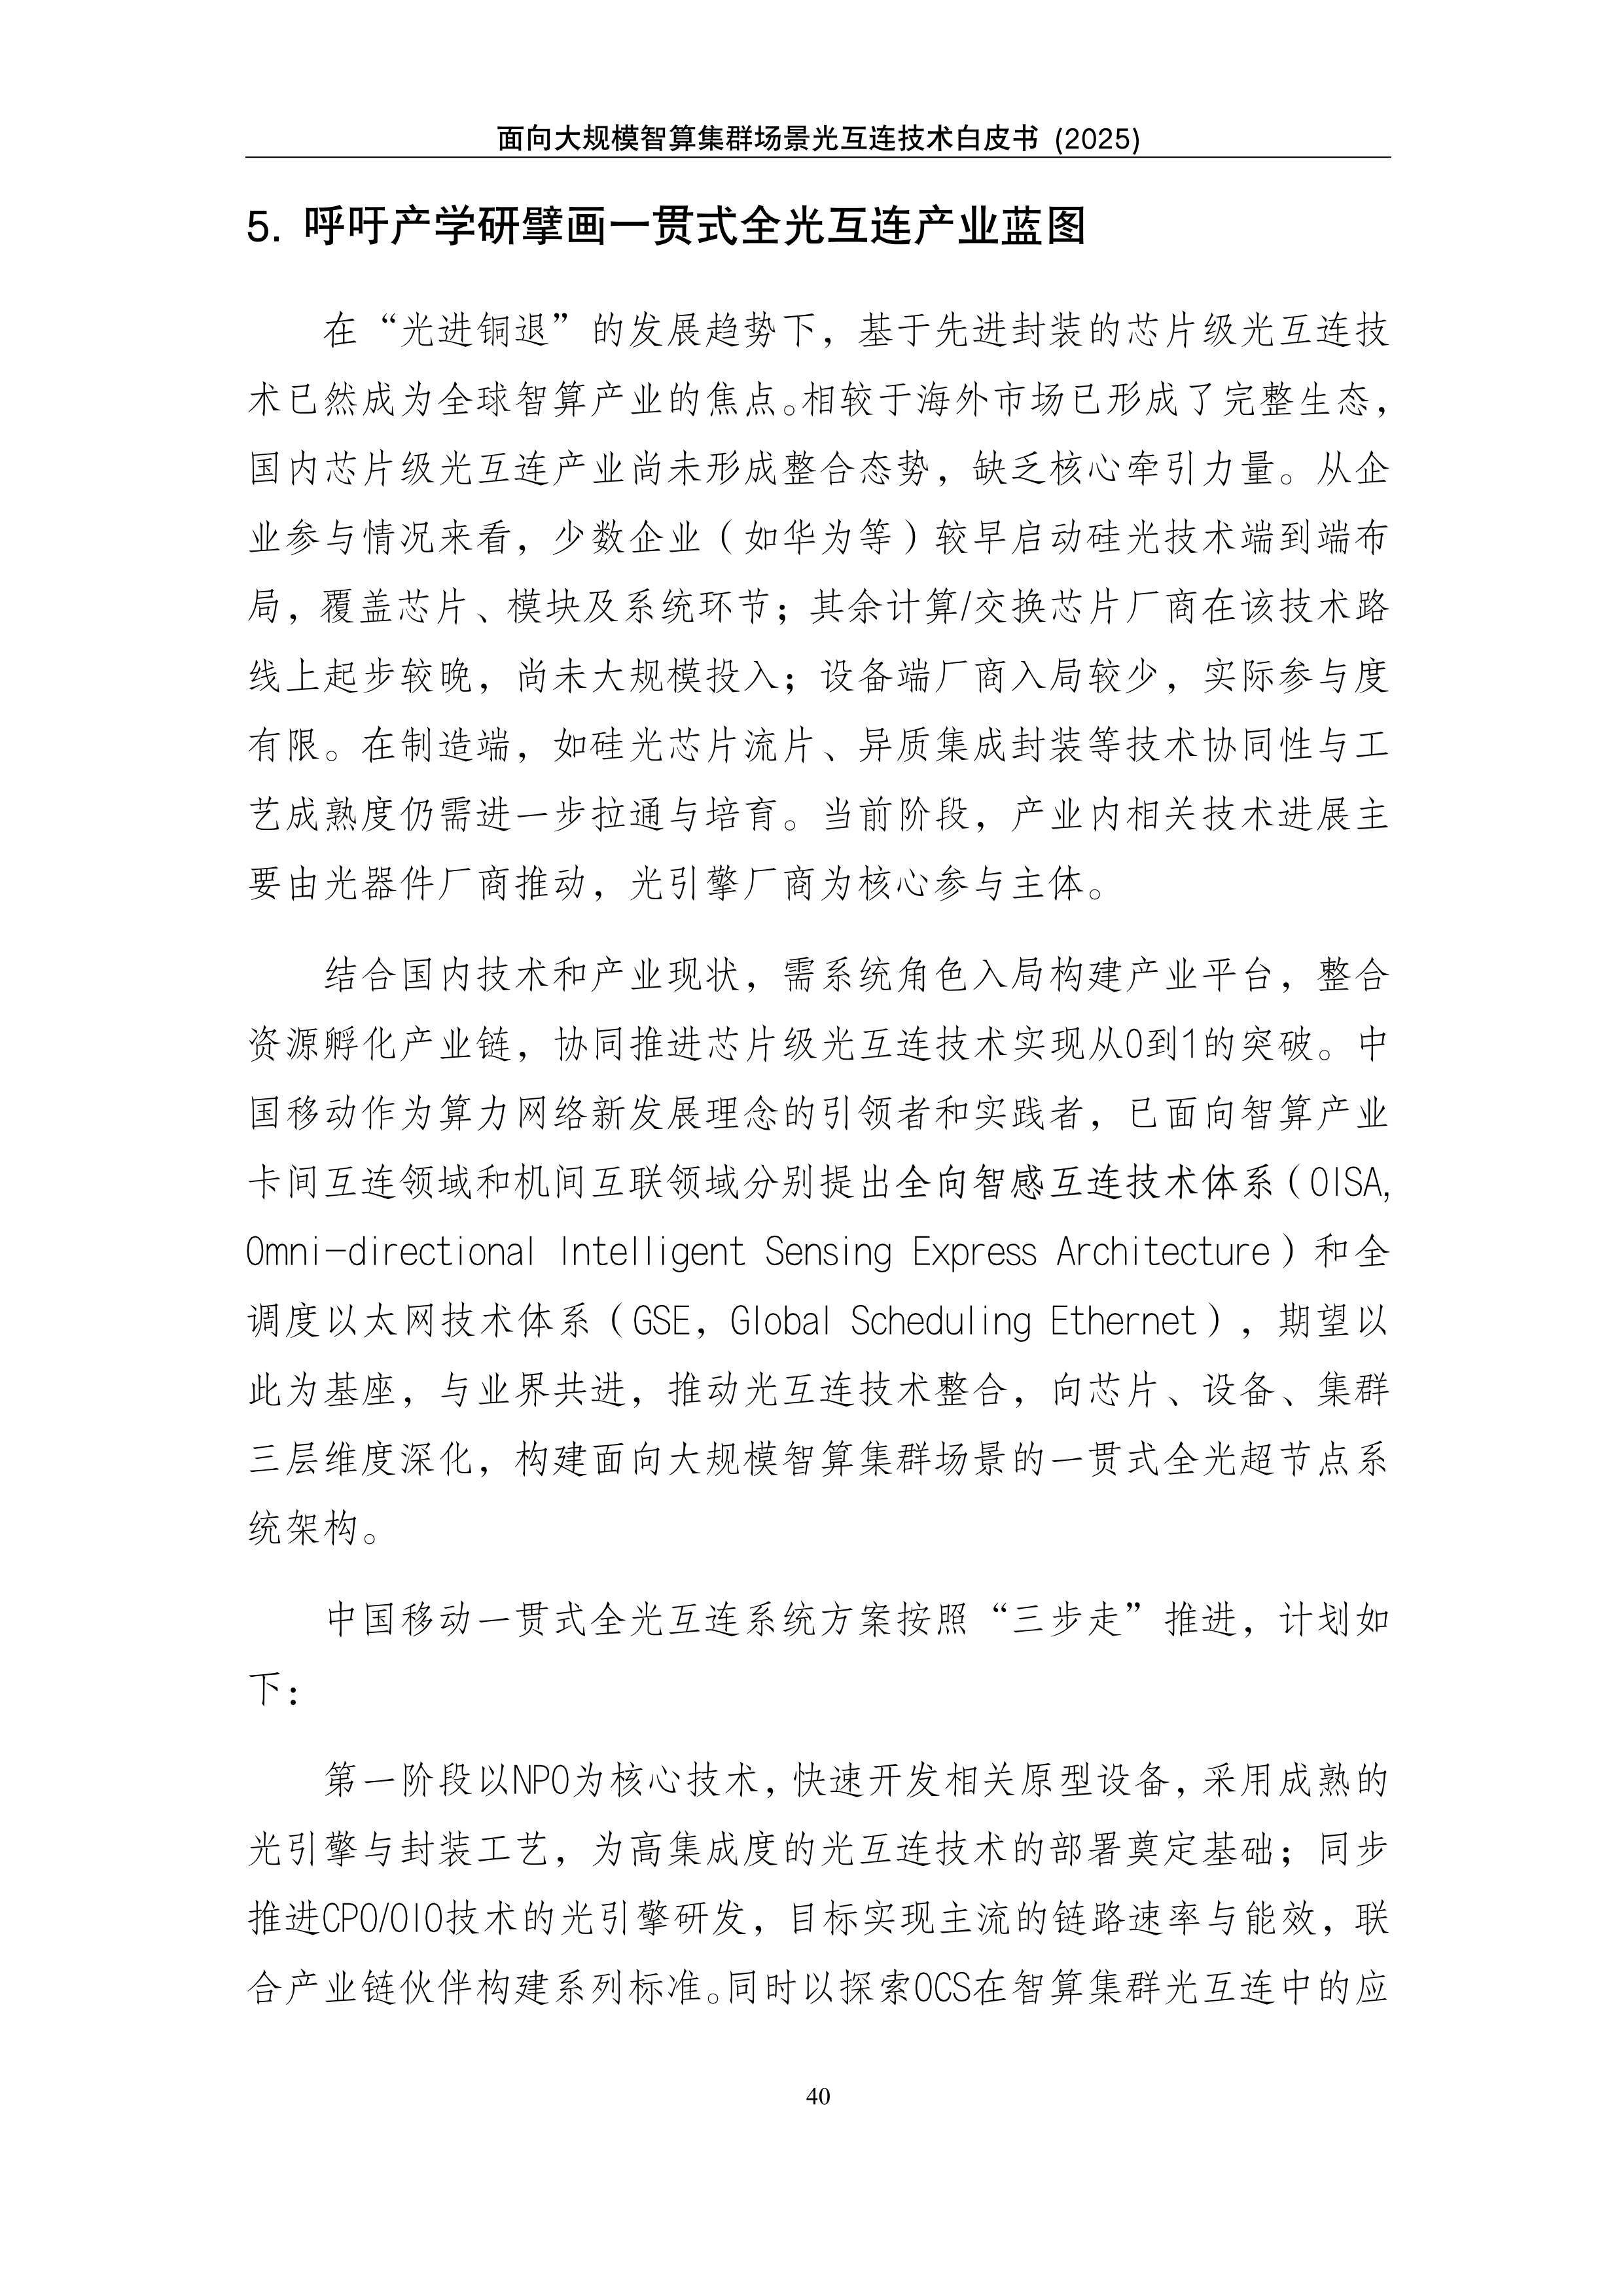 面向大规模智算集群场景光互连技术白皮书 (2025)
5. 呼吁产学研擘画一贯式全光互连产业蓝图
在“光进铜退”的发展趋势下，基于先进封装的芯片级光互连技
术已然成为全球智算产业的焦点。相较于海外市场已形成了完整生态，
国内芯片级光互连产业尚未形成整合态势，缺乏核心牵引力量。从企
业参与情况来看，少数企业（如华为等）较早启动硅光技术端到端布
局，覆盖芯片、模块及系统环节；其余计算/交换芯片厂商在该技术路
线上起步较晚，尚未大规模投入；设备端厂商入局较少，实际参与度
有限。在制造端，如硅光芯片流片、异质集成封装等技术协同性与工
艺成熟度仍需进一步拉通与培育。当前阶段，产业内相关技术进展主
要由光器件厂商推动，光引擎厂商为核心参与主体。
结合国内技术和产业现状，需系统角色入局构建产业平台，整合
资源孵化产业链，协同推进芯片级光互连技术实现从0到1的突破。中
国移动作为算力网络新发展理念的引领者和实践者，已面向智算产业
卡间互连领域和机间互联领域分别提出全向智感互连技术体系（OISA,
Omni-directional Intelligent Sensing Express Architecture）和全
调度以太网技术体系（GSE，Global Scheduling Ethernet），期望以
此为基座，与业界共进，推动光互连技术整合，向芯片、设备、集群
三层维度深化，构建面向大规模智算集群场景的一贯式全光超节点系
统架构。
中国移动一贯式全光互连系统方案按照“三步走”推进，计划如
下：
第一阶段以NPO为核心技术，快速开发相关原型设备，采用成熟的
光引擎与封装工艺，为高集成度的光互连技术的部署奠定基础；同步
推进CPO/OIO技术的光引擎研发，目标实现主流的链路速率与能效，联
合产业链伙伴构建系列标准。同时以探索OCS在智算集群光互连中的应
40